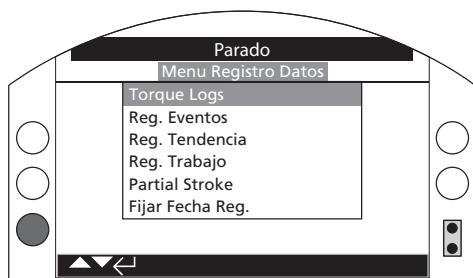 Parado
Menu Registro Datos
Torque Logs
Reg. Eventos
Reg. Tendencia
Reg. Trabajo
Partial Stroke
Fijar Fecha Reg.